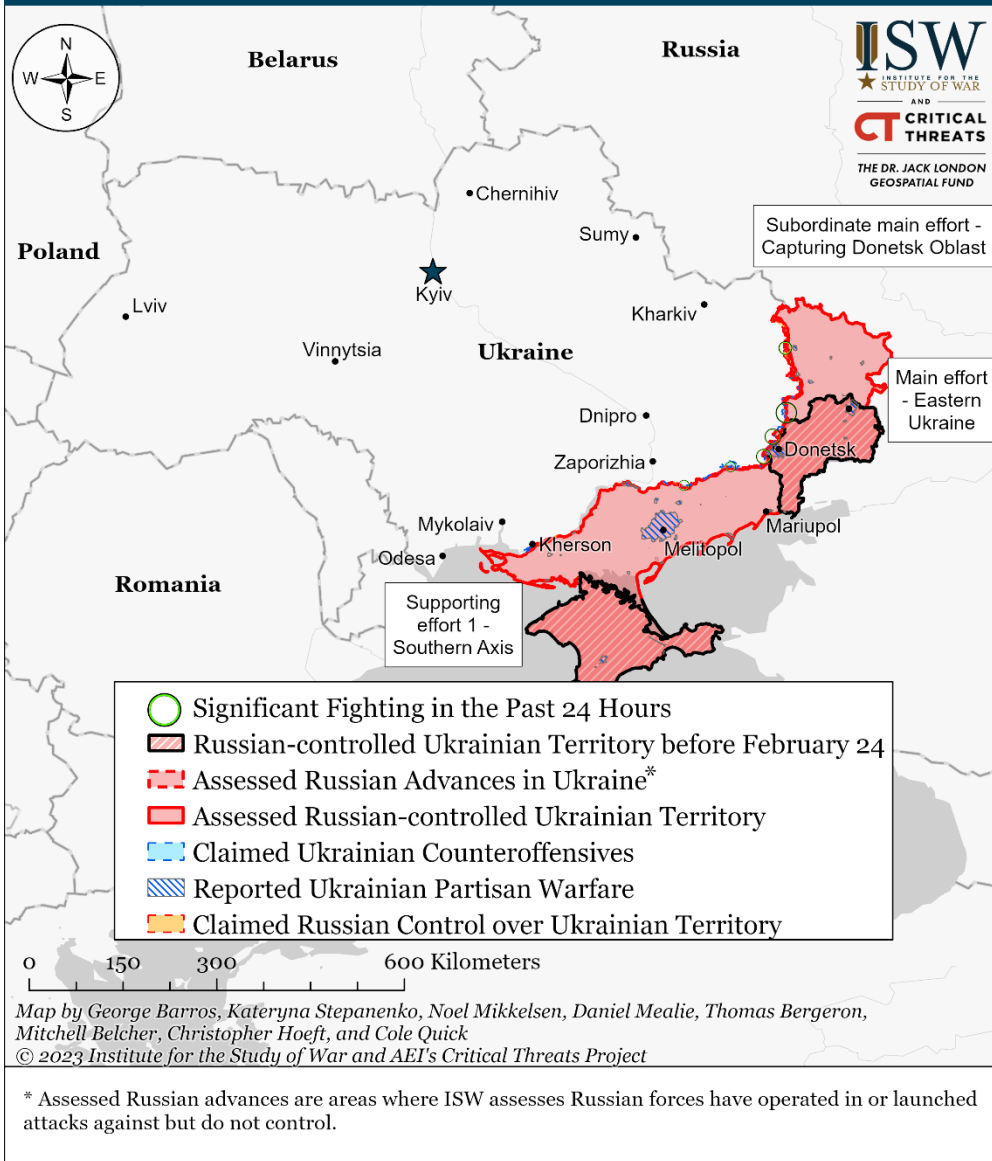 N
W E
S
Belarus
Russia
ISW
INSTITUTE FOR THE
STUDY OF WAR
AND
CT CRITICAL
THREATS
THE DR. JACK LONDON
GEOSPATIAL FUND
Chernihiv
Subordinate main effort -
Capturing Donetsk Oblast
Sumy
Poland
Kyiv
Lviv
Kharkiv
Vinnytsia
Ukraine
Main effort
- Eastern
Ukraine
Dnipro
Donetsk
Zaporizhia
Mykolaiv
Mariupol
Kherson
Melitopol
Odesa
Romania
Supporting
effort 1 -
Southern Axis
Significant Fighting in the Past 24 Hours
Russian-controlled Ukrainian Territory before February 24
Assessed Russian Advances in Ukraine*
Assessed Russian-controlled Ukrainian Territory
Claimed Ukrainian Counteroffensives
Reported Ukrainian Partisan Warfare
Claimed Russian Control over Ukrainian Territory
0 150 300 600 Kilometers
Map by George Barros, Kateryna Stepanenko, Noel Mikkelsen, Daniel Mealie, Thomas Bergeron,
Mitchell Belcher, Christopher Hoeft, and Cole Quick
© 2023 Institute for the Study of War and AEI's Critical Threats Project
* Assessed Russian advances are areas where ISW assesses Russian forces have operated in or launched
attacks against but do not control.